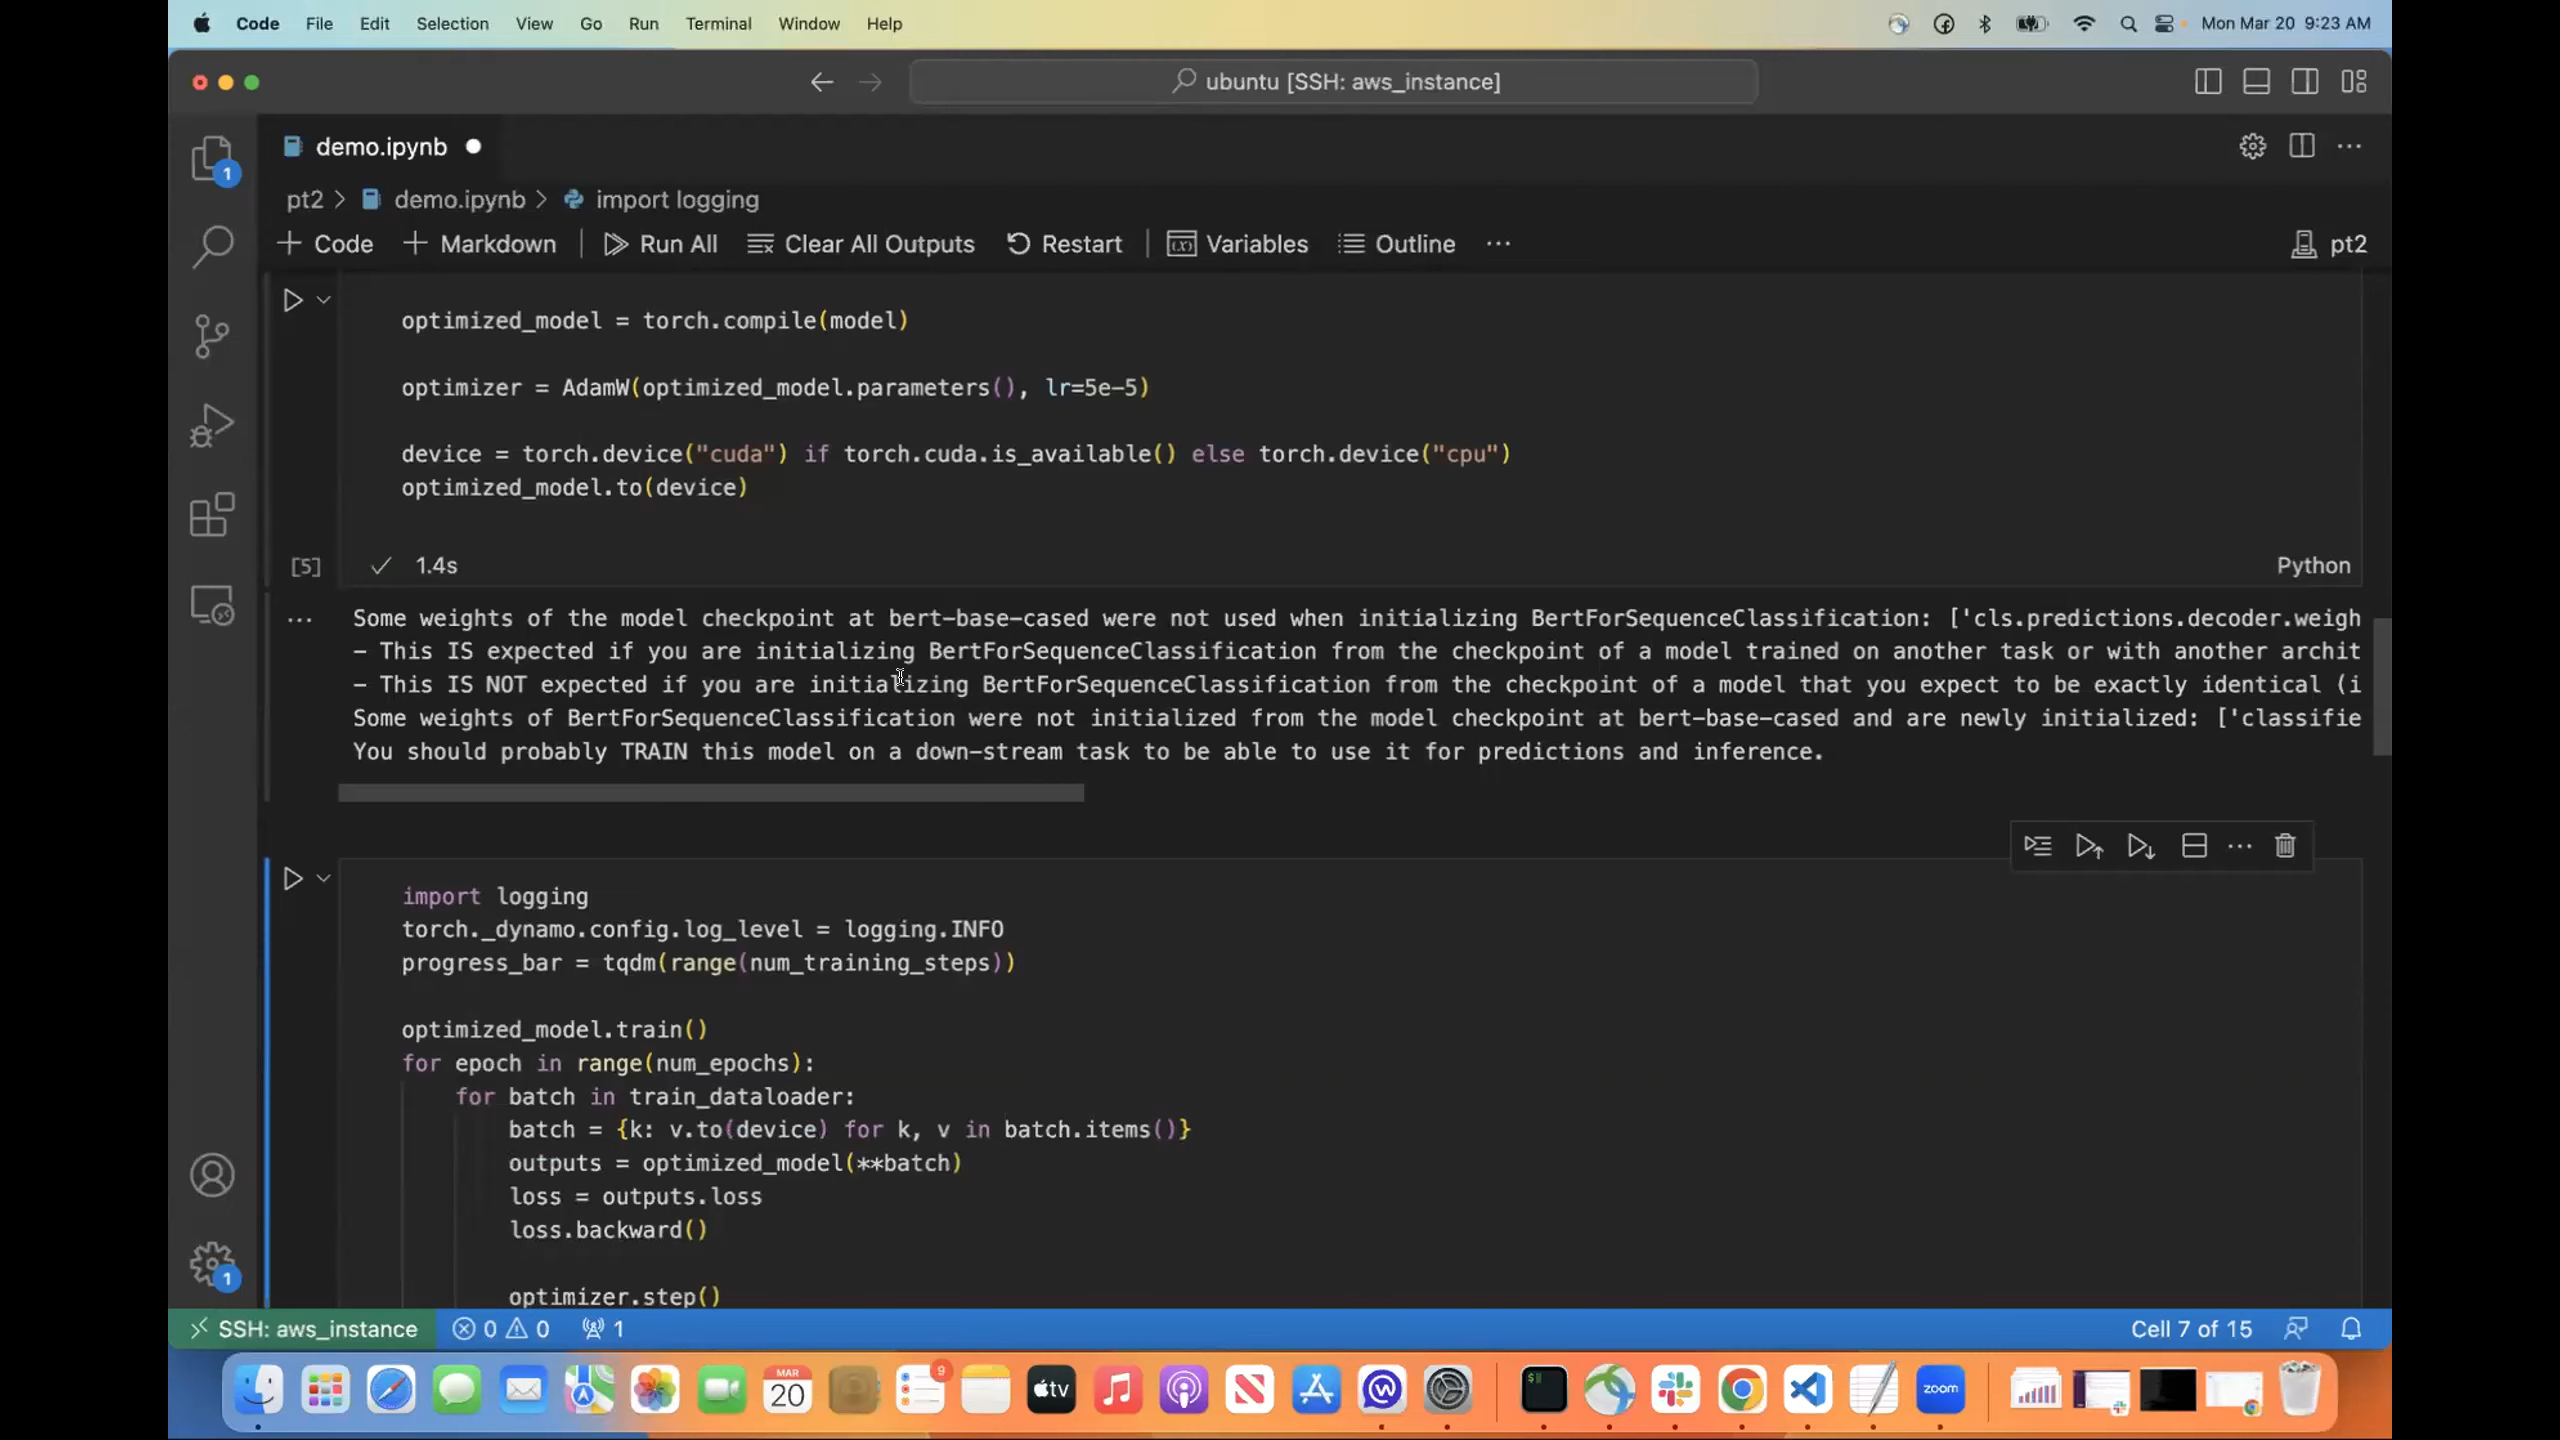 Code File Edit Selection View Go Run Terminal Window Help Mon Mar 20 9:23 AM
ubuntu [SSH: aws_instance]
demo.ipynb
1
pt2 > demo.ipynb > import logging
+ Code + Markdown Run All Clear All Outputs Restart (x) Variables Outline ... pt2
optimized_model = torch.compile(model)
optimizer = AdamW(optimized_model.parameters(), lr=5e-5)
device = torch.device("cuda") if torch.cuda.is_available() else torch.device("cpu")
optimized_model.to(device)
[5] ✓ 1.4s Python
... Some weights of the model checkpoint at bert-base-cased were not used when initializing BertForSequenceClassification: ['cls.predictions.decoder.weigh
- This IS expected if you are initializing BertForSequenceClassification from the checkpoint of a model trained on another task or with another archit
- This IS NOT expected if you are initializing BertForSequenceClassification from the checkpoint of a model that you expect to be exactly identical (i
Some weights of BertForSequenceClassification were not initialized from the model checkpoint at bert-base-cased and are newly initialized: ['classifie
You should probably TRAIN this model on a down-stream task to be able to use it for predictions and inference.
import logging
torch._dynamo.config.log_level = logging.INFO
progress_bar = tqdm(range(num_training_steps))
optimized_model.train()
for epoch in range(num_epochs):
for batch in train_dataloader:
batch = {k: v.to(device) for k, v in batch.items()}
outputs = optimized_model(**batch)
loss = outputs.loss
loss.backward()
1
optimizer.step()
SSH: aws_instance 0 0 1 Cell 7 of 15
MAR
20
9
tv
$
zoom